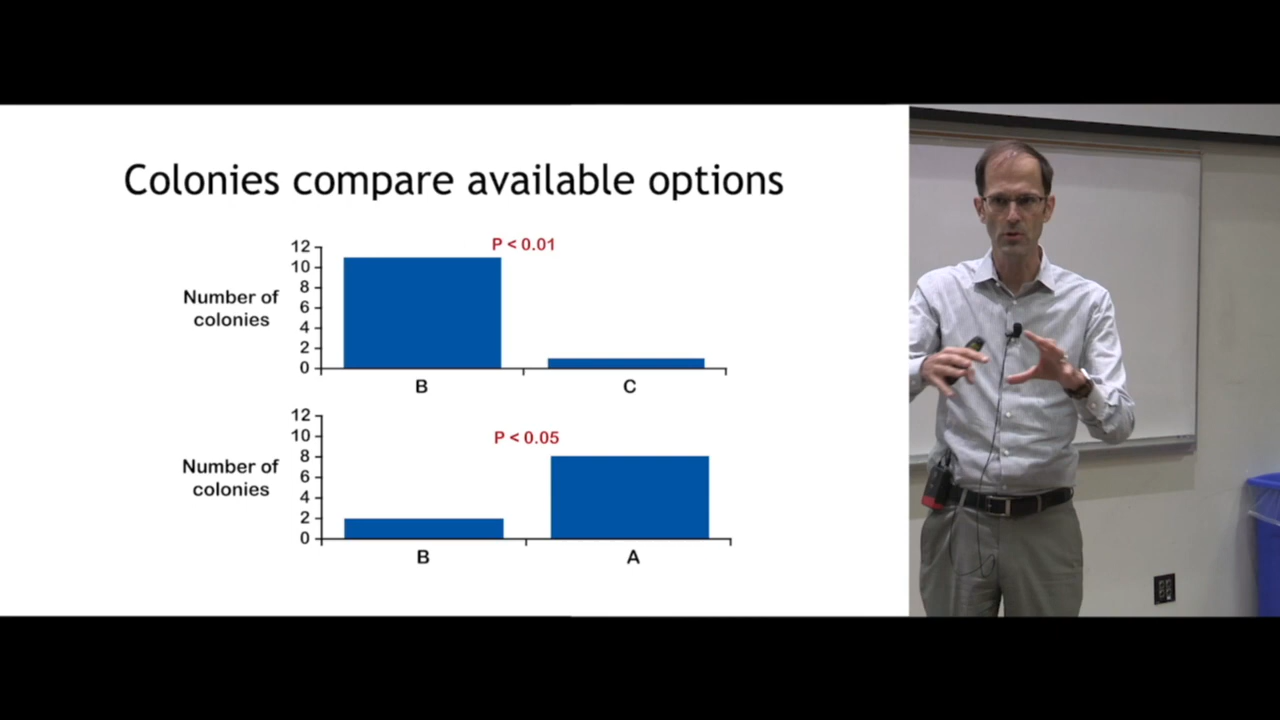 Colonies compare available options
P < 0.01
12
10
8
6
4
2
0
Number of
colonies
B
C
P < 0.05
12
10
8
6
4
2
0
Number of
colonies
B
A